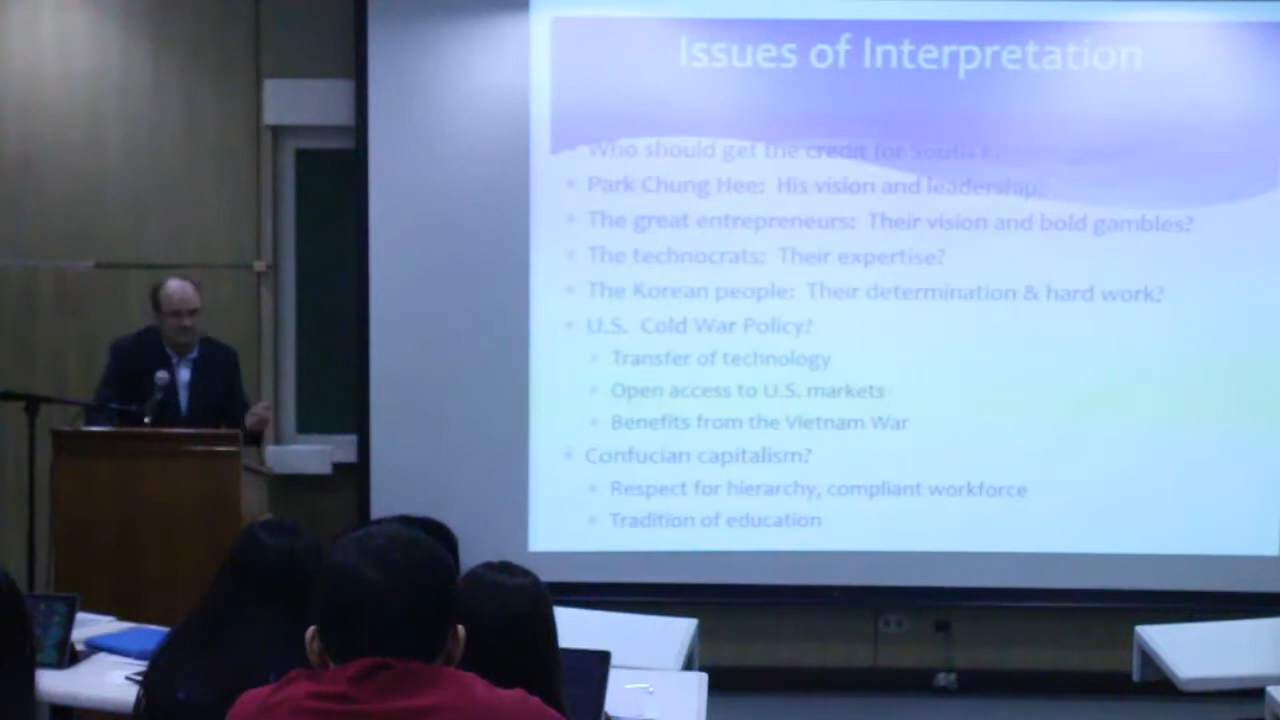 Issues of Interpretation
Who should get the credit for South
Park Chung Hee: His vision and leadership?
The great entrepreneurs: Their vision and bold gambles?
The technocrats: Their expertise?
The Korean people: Their determination & hard work?
U.S. Cold War Policy?
Transfer of technology
Open access to U.S. markets
Benefits from the Vietnam War
Confucian capitalism?
Respect for hierarchy, compliant workforce
Tradition of education